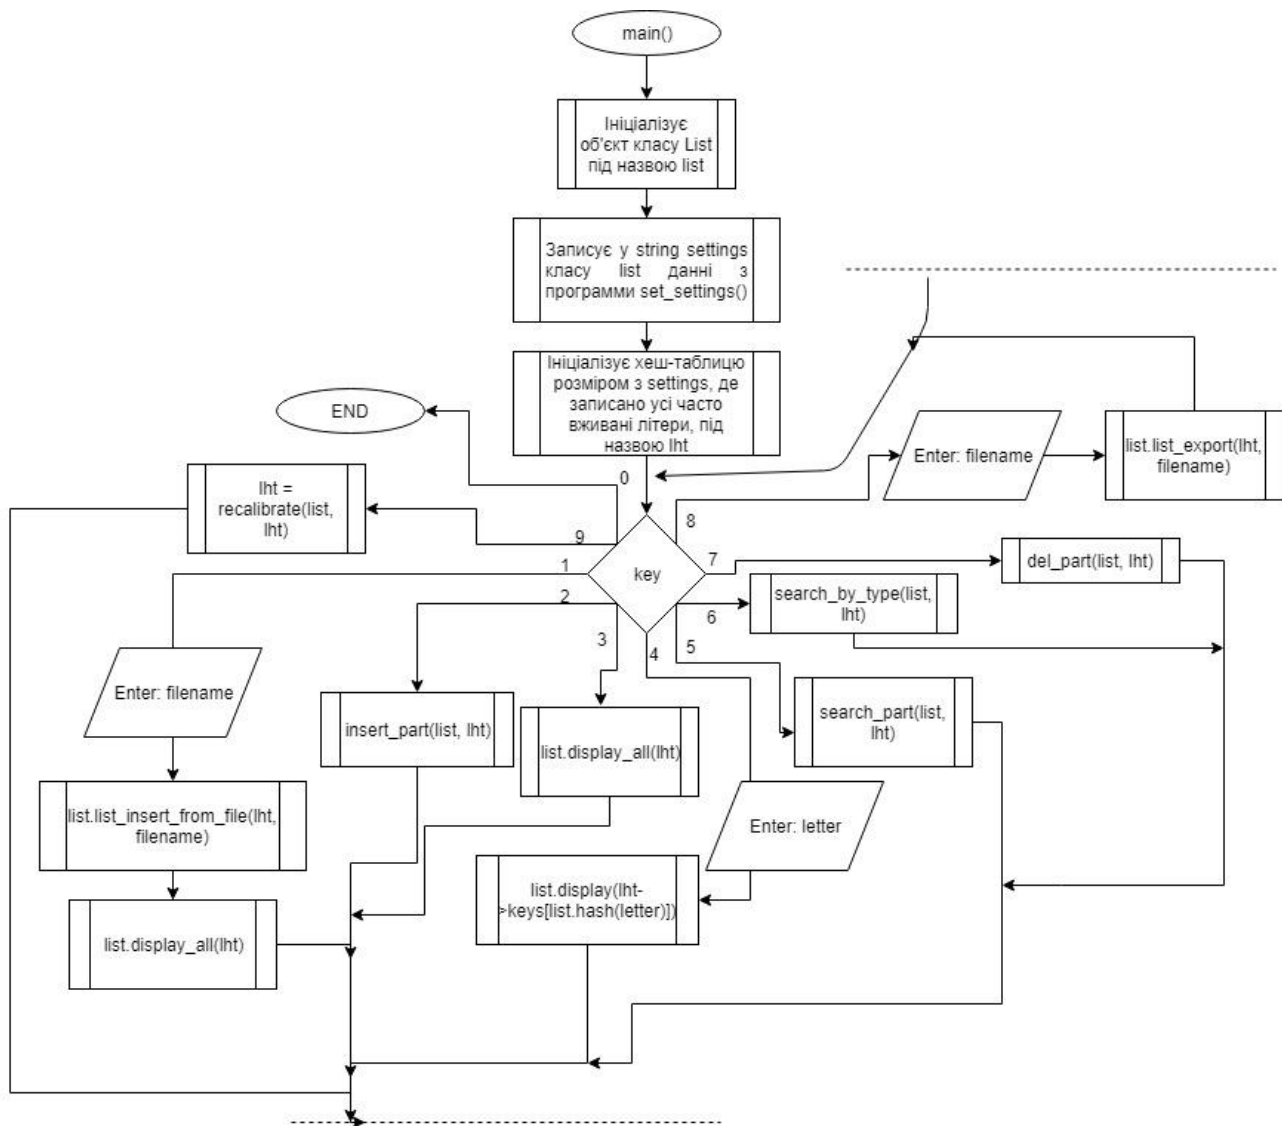 main()
Ініціалізує
об'єкт класу List
під назвою list
Записує у string settings
класу list данні з
программи set_settings()
Ініціалізує хеш-таблицю
розміром з settings, де
записано усі часто
вживані літери, під
назвою lht
END
0
Enter: filename
list.list_export(lht,
filename)
lht =
recalibrate(list,
lht)
9
8
key
1
7
del_part(list, lht)
2
6
search_by_type(list,
lht)
3
4
5
Enter: filename
insert_part(list, lht)
list.display_all(lht)
search_part(list,
lht)
list.list_insert_from_file(lht,
filename)
Enter: letter
list.display(lht-
>keys[list.hash(letter)])
list.display_all(lht)